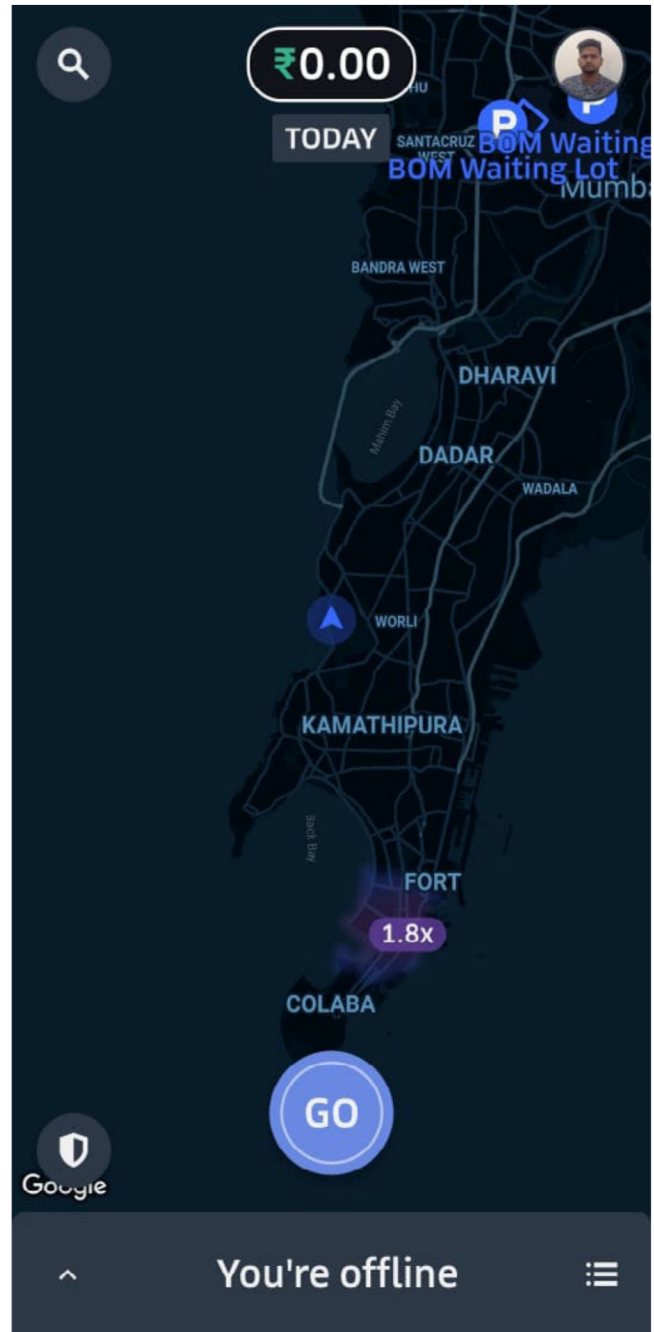 ₹0.00
HU
TODAY
P
P
SANTACRUZ
WEST
BOM Waiting
BOM Waiting Lot
Mumba
BANDRA WEST
DHARAVI
Mahim Bay
DADAR
WADALA
WORLI
KAMATHIPURA
Back Bay
FORT
1.8x
COLABA
GO
Google
You're offline